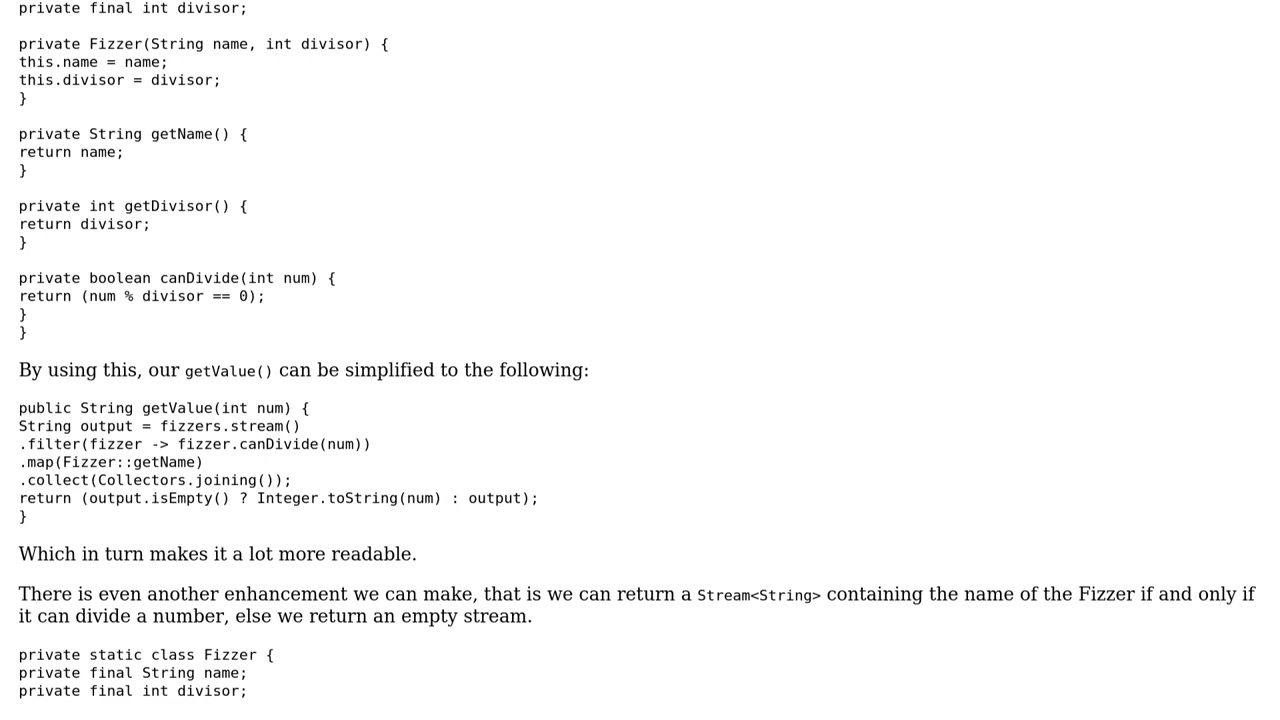 private final int divisor;
private Fizzer(String name, int divisor) {
this.name = name;
this.divisor = divisor;
}
private String getName() {
return name;
}
private int getDivisor() {
return divisor;
}
private boolean canDivide(int num) {
return (num % divisor == 0);
}
}
By using this, our getValue() can be simplified to the following:
public String getValue(int num) {
String output = fizzers.stream()
.filter(fizzer -> fizzer.canDivide(num))
.map(Fizzer::getName)
.collect(Collectors.joining());
return (output.isEmpty() ? Integer.toString(num) : output);
}
Which in turn makes it a lot more readable.
There is even another enhancement we can make, that is we can return a Stream<String> containing the name of the Fizzer if and only if
it can divide a number, else we return an empty stream.
private static class Fizzer {
private final String name;
private final int divisor;